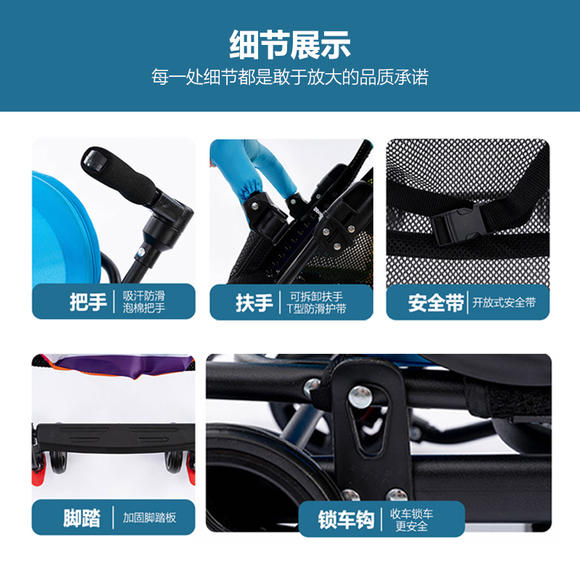 细节展示
每一处细节都是敢于放大的品质承诺
把手
吸汗防滑
泡棉把手
扶手
可拆卸扶手
T型防滑护带
安全带
开放式安全带
脚踏
加固脚踏板
锁车钩
收车锁车
更安全